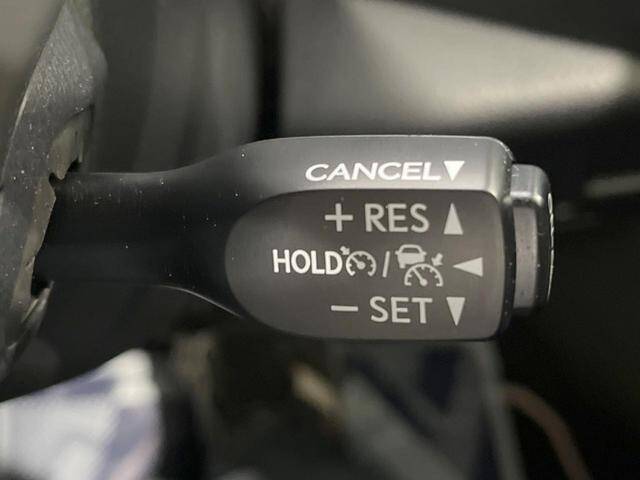 CANCEL▼
+ RES ▲
HOLD / ◀
− SET ▼